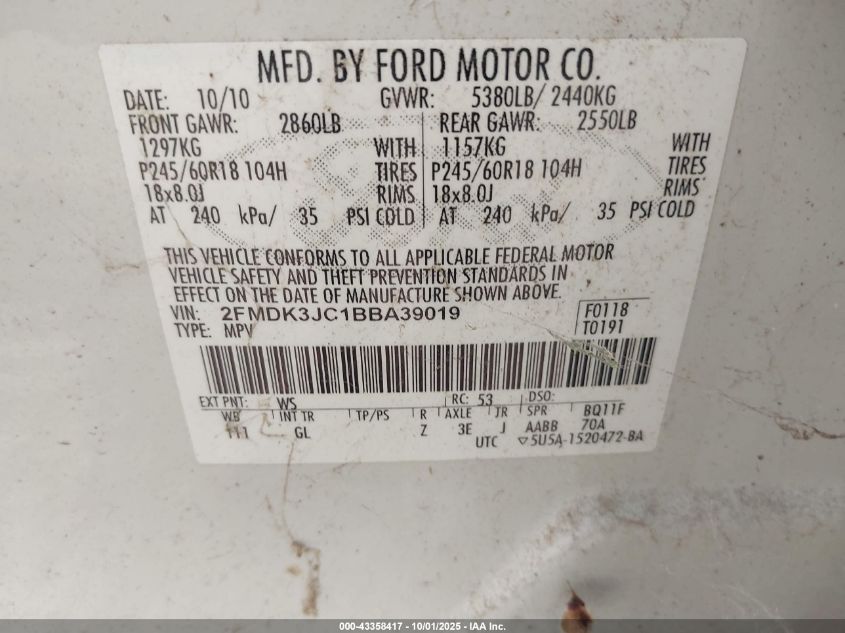 MFD. BY FORD MOTOR CO.
DATE: 10/10 GVWR: 5380LB/ 2440KG
FRONT GAWR: 2860LB REAR GAWR: 2550LB
1297KG WITH 1157KG WITH
P245/60R18 104H TIRES P245/60R18 104H TIRES
18x8.0J RIMS 18x8.0J RIMS
AT 240 kPa/ 35 PSI COLD AT 240 kPa/ 35 PSI COLD
THIS VEHICLE CONFORMS TO ALL APPLICABLE FEDERAL MOTOR
VEHICLE SAFETY AND THEFT PREVENTION STANDARDS IN
EFFECT ON THE DATE OF MANUFACTURE SHOWN ABOVE.
VIN: 2FMDK3JC1BBA39019 F0118
TYPE: MPV T0191
EXT PNT: WS RC: 53 DSO:
WB INT TR TP/PS R AXLE TR SPR BQ11F
111 GL Z 3E J AABB 70A
UTC 5U5A-1520472-BA
000-43358417 - 10/01/2025 - IAA Inc.